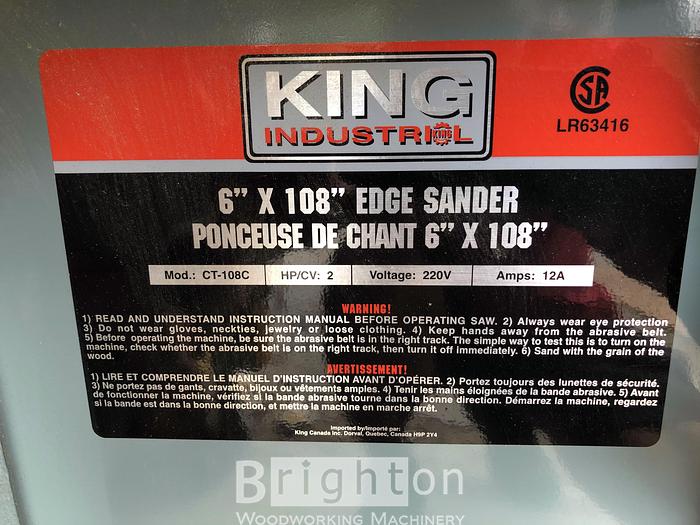 KING
INDUSTRIAL
KING
CSA
LR63416
6” X 108” EDGE SANDER
PONCEUSE DE CHANT 6” X 108”
Mod.: CT-108C HP/CV: 2 Voltage: 220V Amps: 12A
WARNING!
1) READ AND UNDERSTAND INSTRUCTION MANUAL BEFORE OPERATING SAW. 2) Always wear eye protection
3) Do not wear gloves, neckties, jewelry or loose clothing. 4) Keep hands away from the abrasive belt.
5) Before operating the machine, be sure the abrasive belt is in the right track. The simple way to test this is to turn on the
machine, check whether the abrasive belt is on the right track, then turn it off immediately. 6) Sand with the grain of the
wood.
AVERTISSEMENT!
1) LIRE ET COMPRENDRE LE MANUEL D'INSTRUCTION AVANT D'OPÉRER. 2) Portez toujours des lunettes de sécurité.
3) Ne portez pas de gants, cravatte, bijoux ou vêtements amples. 4) Tenir les mains éloignées de la bande abrasive. 5) Avant
de fonctionner la machine, vérifiez si la bande abrasive tourne dans la bonne direction. Démarrez la machine, regardez
si la bande est dans la bonne direction, et mettre la machine en marche arrêt.
Imported by/Importé par:
King Canada Inc. Dorval, Quebec, Canada H9P 2Y4
Brighton
WOODWORKING MACHINERY